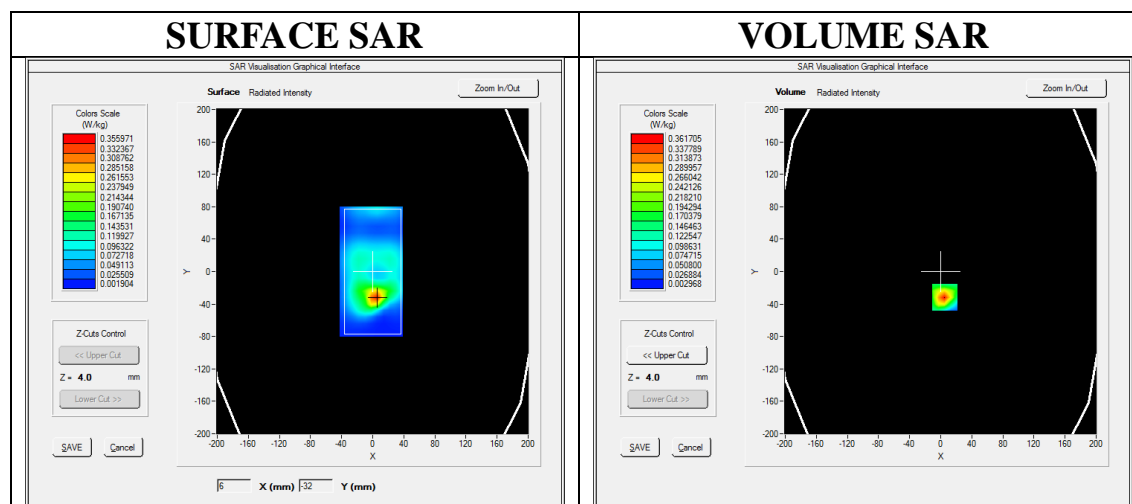 SURFACE SAR
VOLUME SAR
SAR Visualisation Graphical Interface
Surface Radiated Intensity
Zoom In/Out
Colors Scale
(W/kg)
0.355971
0.332367
0.308762
0.285158
0.261553
0.237949
0.214344
0.190740
0.167135
0.143531
0.119927
0.096322
0.072718
0.049113
0.025509
0.001904
Z-Cuts Control
<< Upper Cut
Z = 4.0 mm
Lower Cut >>
SAVE Cancel
200
160
120
80
40
0
-40
-80
-120
-160
-200
Y
-200 -160 -120 -80 -40 0 40 80 120 160 200
X
6 X (mm) -32 Y (mm)
SAR Visualisation Graphical Interface
Volume Radiated Intensity
Zoom In/Out
Colors Scale
(W/kg)
0.361705
0.337789
0.313873
0.289957
0.266042
0.242126
0.218210
0.194294
0.170379
0.146463
0.122547
0.098631
0.074715
0.050800
0.026884
0.002968
Z-Cuts Control
<< Upper Cut
Z = 4.0 mm
Lower Cut >>
SAVE Cancel
200
160
120
80
40
0
-40
-80
-120
-160
-200
Y
-200 -160 -120 -80 -40 0 40 80 120 160 200
X